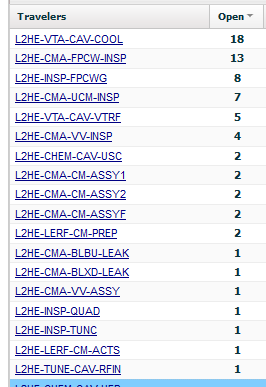 Travelers Open
L2HE-VTA-CAV-COOL 18
L2HE-CMA-FPCW-INSP 13
L2HE-INSP-FPCWG 8
L2HE-CMA-UCM-INSP 7
L2HE-VTA-CAV-VTRF 5
L2HE-CMA-VV-INSP 4
L2HE-CHEM-CAV-USC 2
L2HE-CMA-CM-ASSY1 2
L2HE-CMA-CM-ASSY2 2
L2HE-CMA-CM-ASSYF 2
L2HE-LERF-CM-PREP 2
L2HE-CMA-BLBU-LEAK 1
L2HE-CMA-BLXD-LEAK 1
L2HE-CMA-VV-ASSY 1
L2HE-INSP-QUAD 1
L2HE-INSP-TUNC 1
L2HE-LERF-CM-ACTS 1
L2HE-TUNE-CAV-RFIN 1